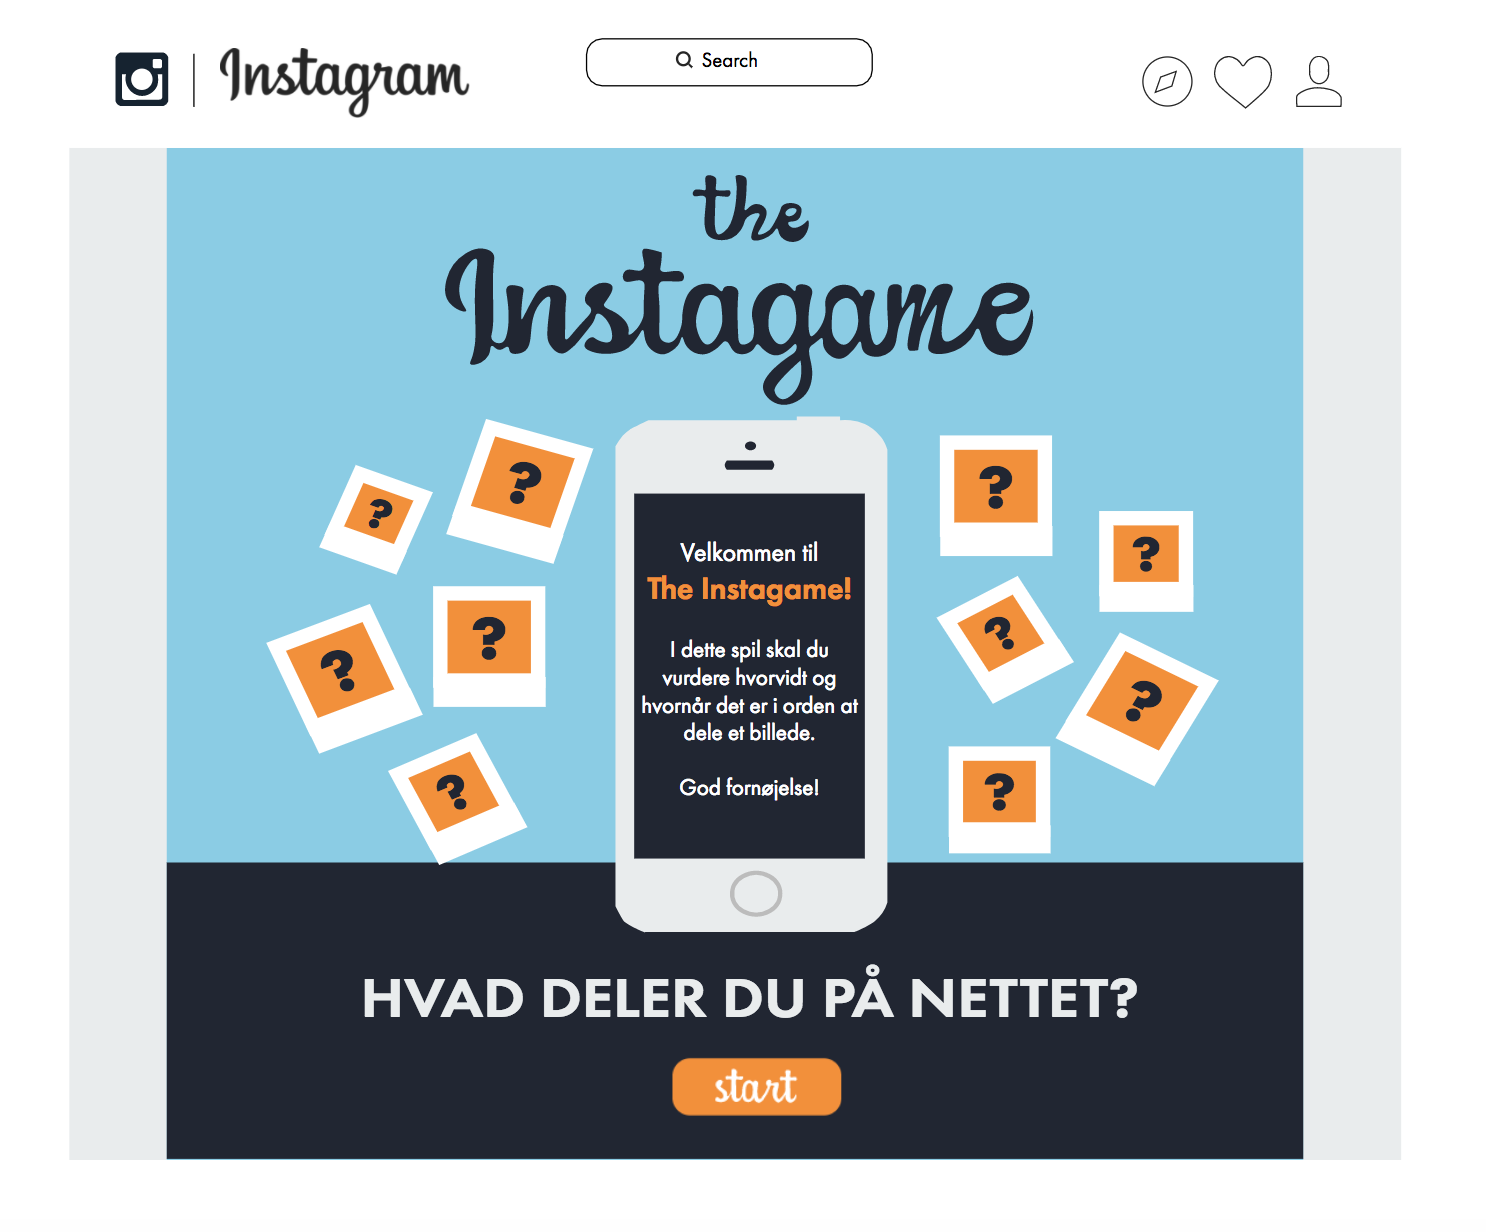 Instagram
Search
the
Instagame
?
?
?
?
?
?
?
?
?
?
Velkommen til
The Instagame!
I dette spil skal du
vurdere hvorvidt og
hvornår det er i orden at
dele et billede.
God fornøjelse!
HVAD DELER DU PÅ NETTET?
start